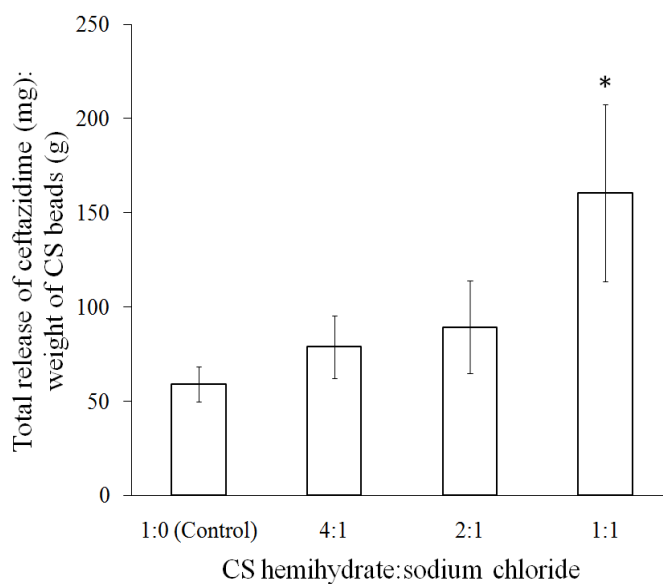 Total release of ceftazidime (mg):
weight of CS beads (g)
250
200
150
100
50
0
*
1:0 (Control) 4:1 2:1 1:1
CS hemihydrate:sodium chloride